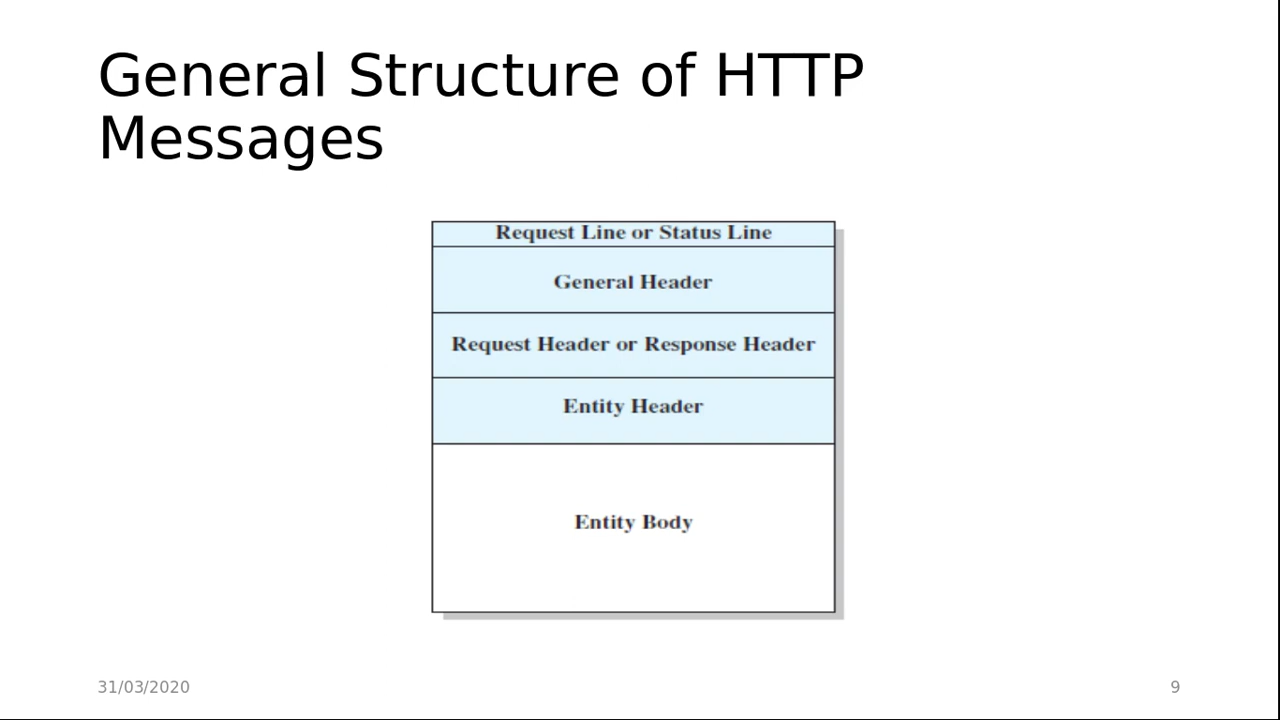 General Structure of HTTP
Messages
Request Line or Status Line
General Header
Request Header or Response Header
Entity Header
Entity Body
31/03/2020
9